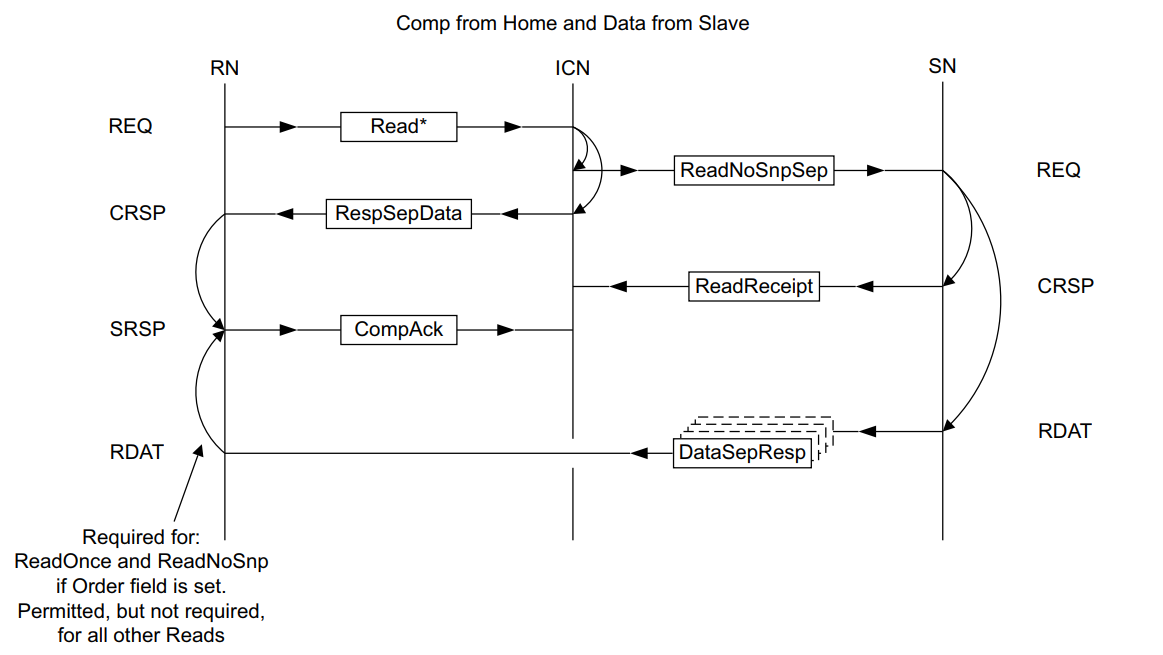 Comp from Home and Data from Slave
RN
ICN
SN
REQ
Read*
ReadNoSnpSep
REQ
CRSP
RespSepData
ReadReceipt
CRSP
SRSP
CompAck
RDAT
DataSepResp
RDAT
Required for:
ReadOnce and ReadNoSnp
if Order field is set.
Permitted, but not required,
for all other Reads